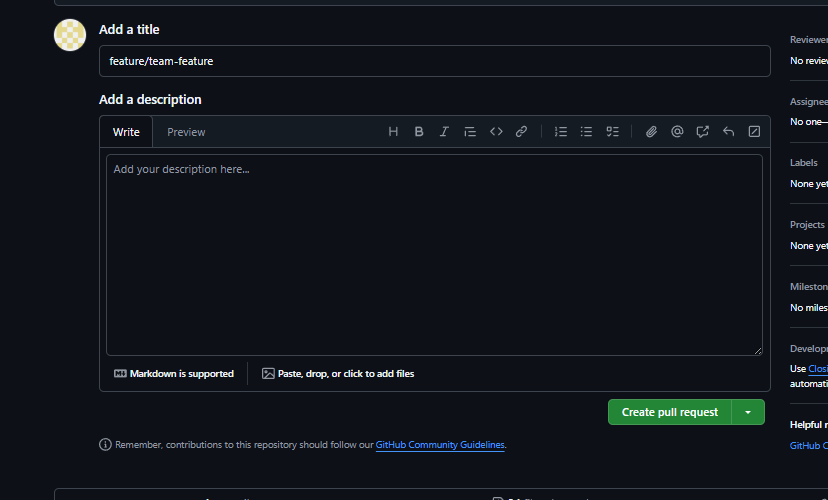 Add a title
feature/team-feature
Add a description
Write Preview
Add your description here...
Markdown is supported
Paste, drop, or click to add files
Create pull request
Remember, contributions to this repository should follow our GitHub Community Guidelines.
Reviewer
No review
Assignee
No one—
Labels
None yet
Projects
None yet
Mileston
No miles
Developm
Use Closi
automati
Helpful r
GitHub C